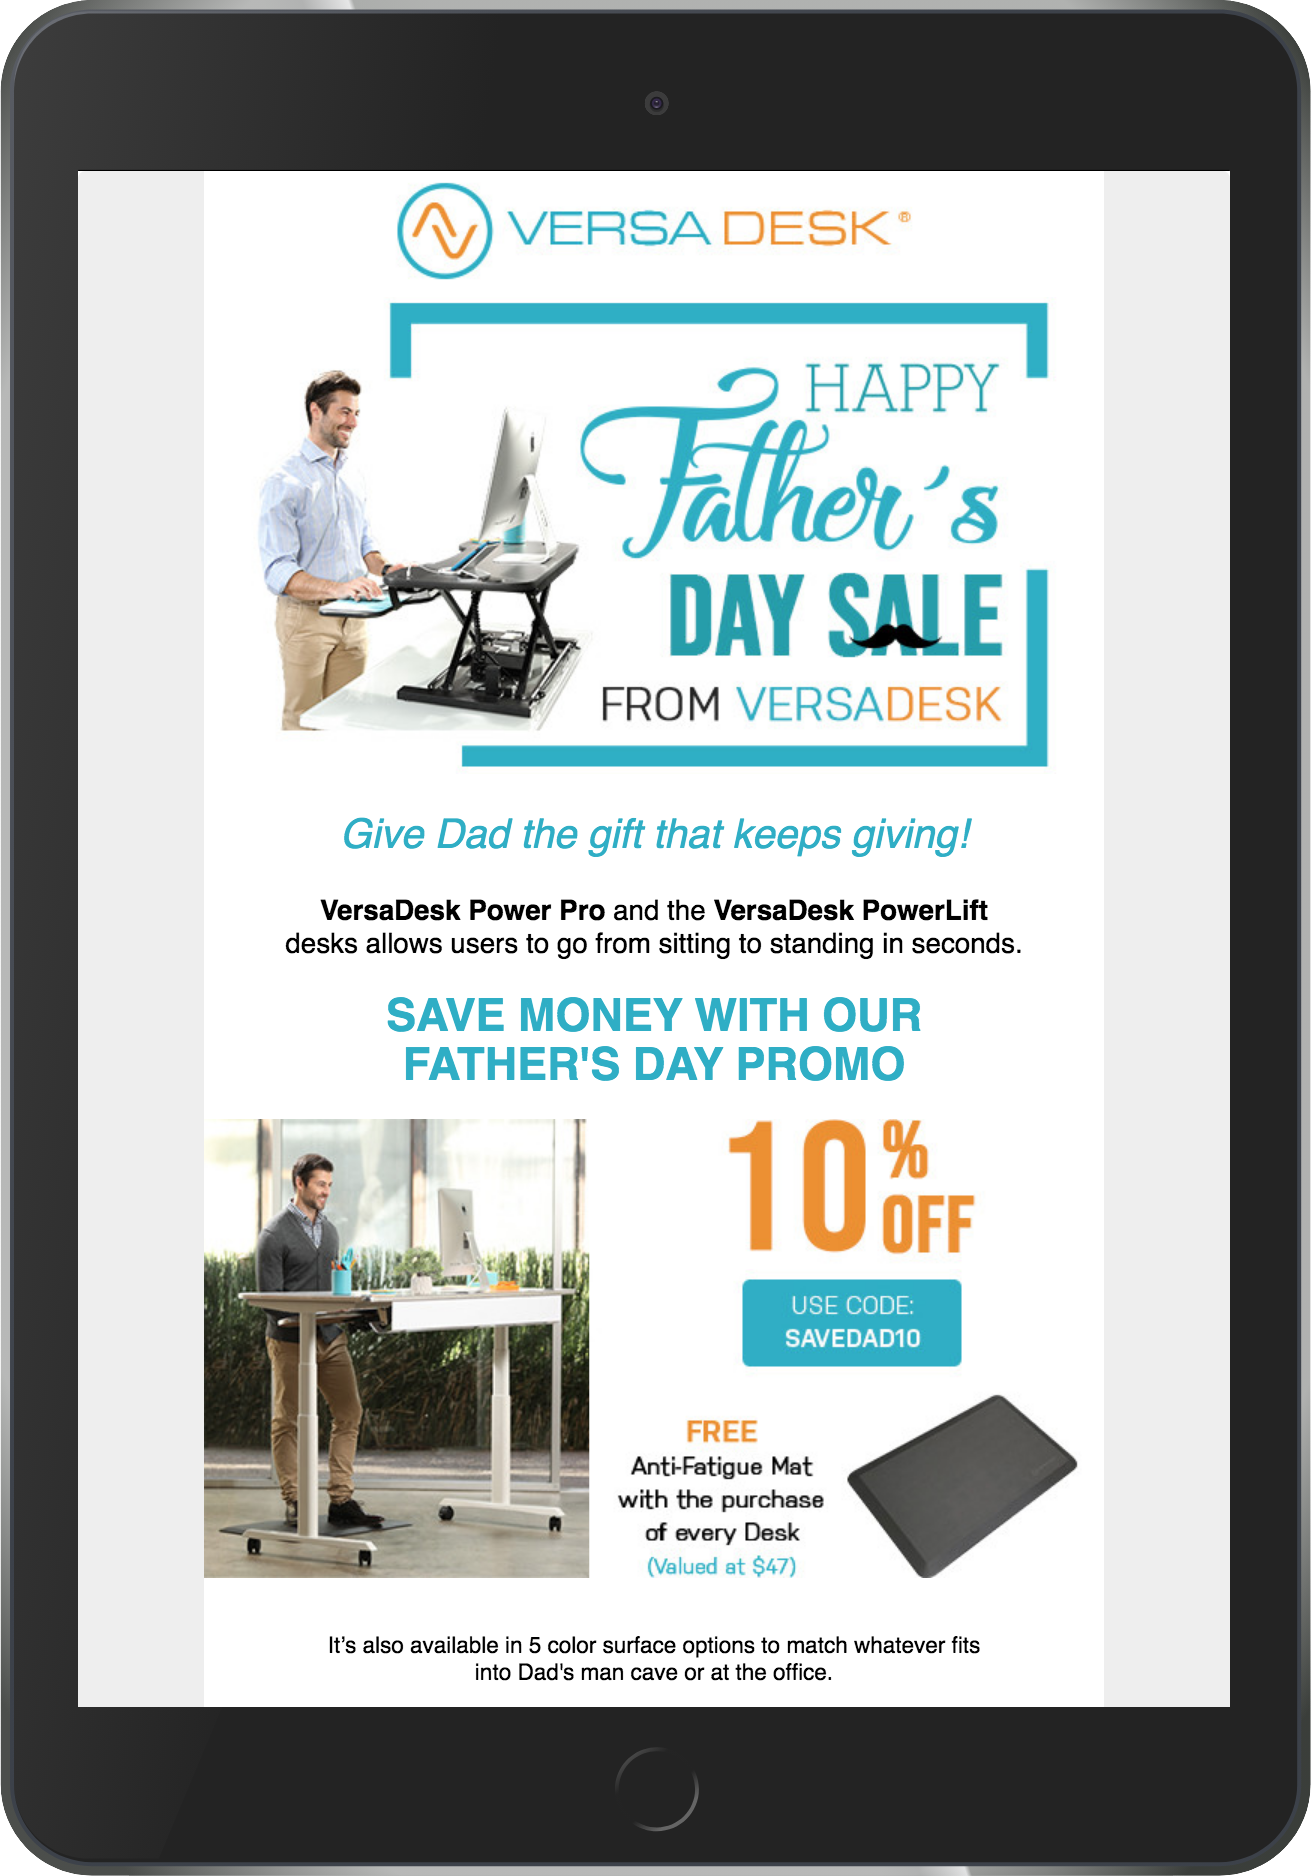 VERSA DESK®
HAPPY
Father´s
DAY SALE
FROM VERSADESK
Give Dad the gift that keeps giving!
VersaDesk Power Pro and the VersaDesk PowerLift
desks allows users to go from sitting to standing in seconds.
SAVE MONEY WITH OUR
FATHER'S DAY PROMO
10%
OFF
USE CODE:
SAVEDAD10
FREE
Anti-Fatigue Mat
with the purchase
of every Desk
(Valued at $47)
It’s also available in 5 color surface options to match whatever fits
into Dad's man cave or at the office.